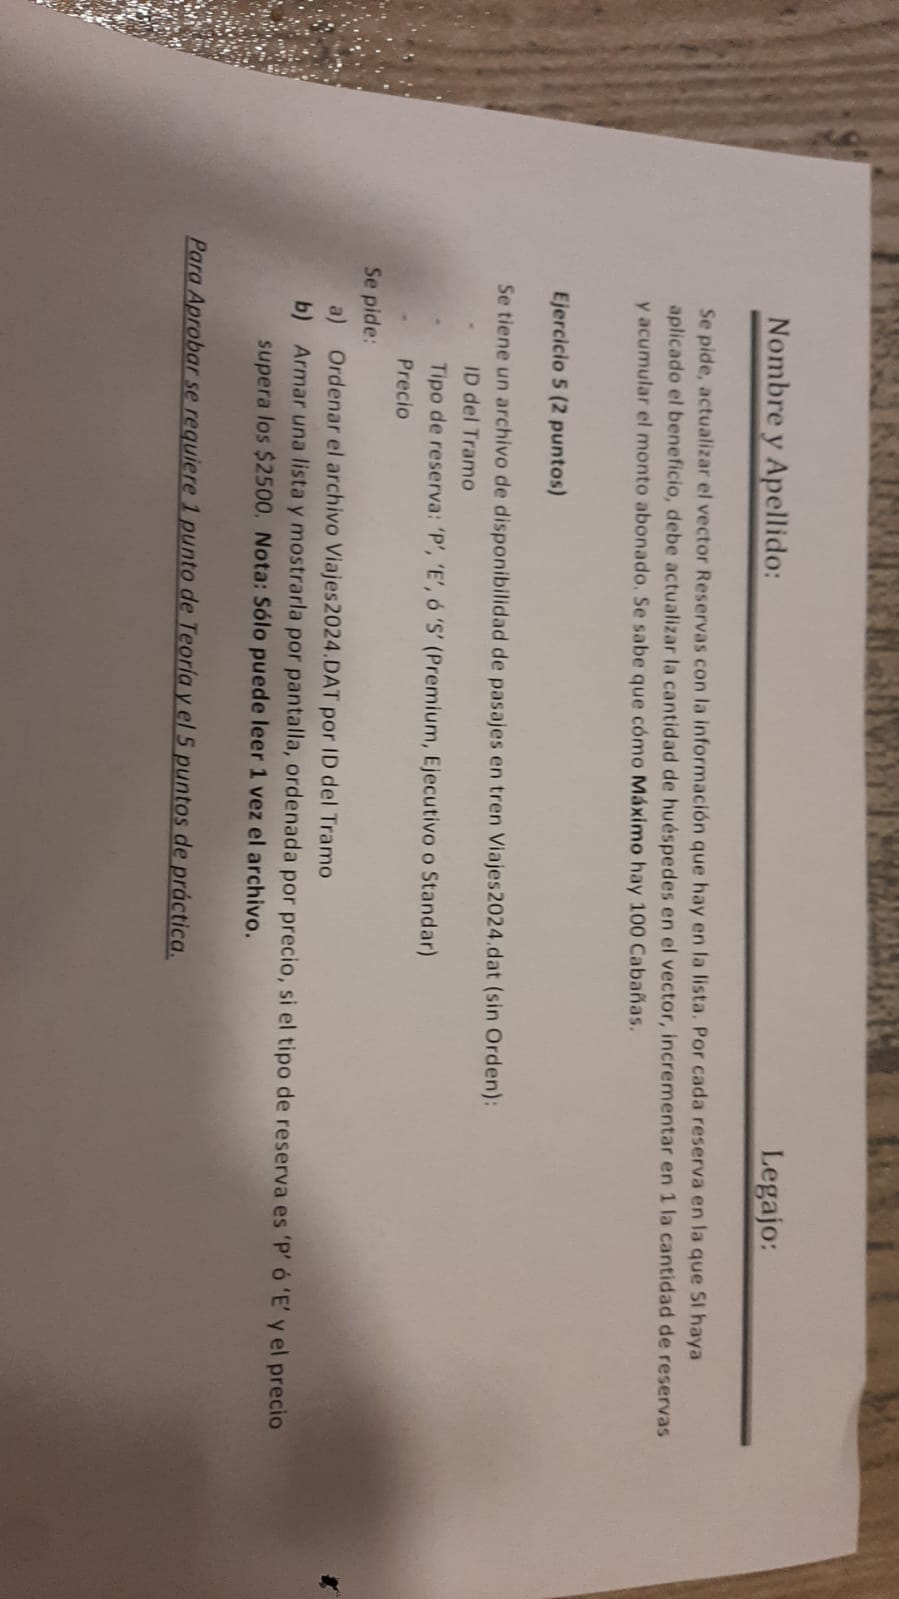 Nombre y Apellido: Legajo:
Se pide, actualizar el vector Reservas con la información que hay en la lista. Por cada reserva en la que SI haya
aplicado el beneficio, debe actualizar la cantidad de huéspedes en el vector, incrementar en 1 la cantidad de reservas
y acumular el monto abonado. Se sabe que cómo Máximo hay 100 Cabañas.
Ejercicio 5 (2 puntos)
Se tiene un archivo de disponibilidad de pasajes en tren Viajes2024.dat (sin Orden):
- ID del Tramo
- Tipo de reserva: ‘P’, ‘E’, ó ‘S’ (Premium, Ejecutivo o Standar)
- Precio
Se pide:
a) Ordenar el archivo Viajes2024.DAT por ID del Tramo
b) Armar una lista y mostrarla por pantalla, ordenada por precio, si el tipo de reserva es ‘P’ ó ‘E’ y el precio
supera los $2500. Nota: Sólo puede leer 1 vez el archivo.
Para Aprobar se requiere 1 punto de Teoría y el 5 puntos de práctica.